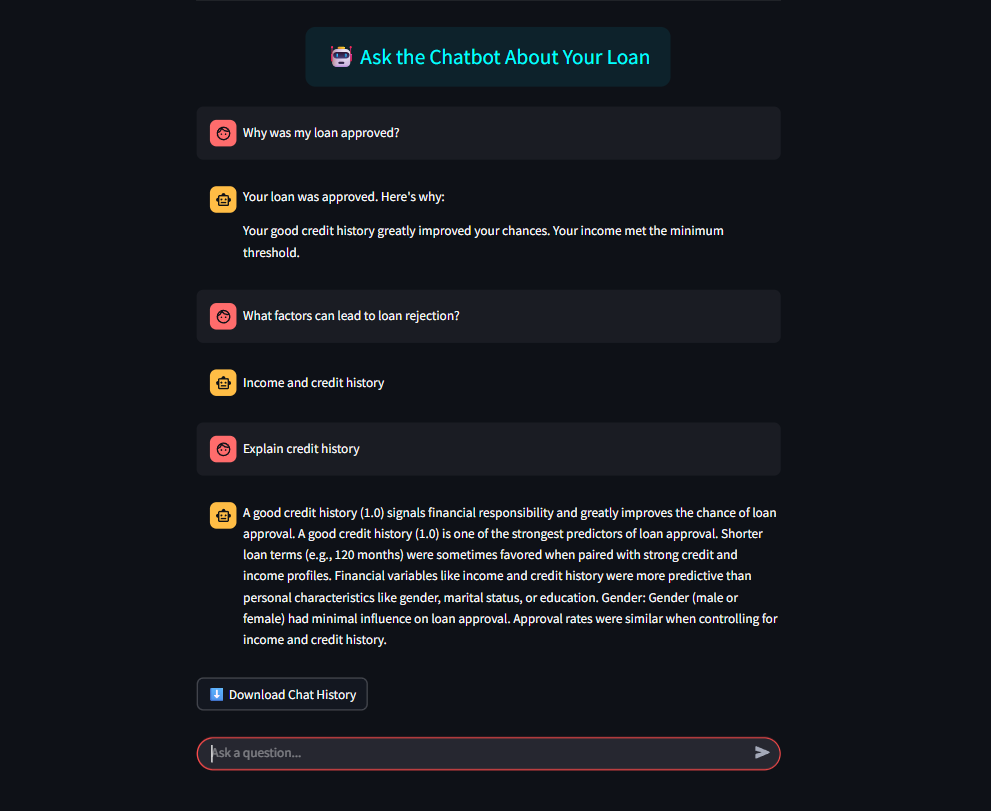 Ask the Chatbot About Your Loan
Why was my loan approved?
Your loan was approved. Here's why:
Your good credit history greatly improved your chances. Your income met the minimum
threshold.
What factors can lead to loan rejection?
Income and credit history
Explain credit history
A good credit history (1.0) signals financial responsibility and greatly improves the chance of loan
approval. A good credit history (1.0) is one of the strongest predictors of loan approval. Shorter
loan terms (e.g., 120 months) were sometimes favored when paired with strong credit and
income profiles. Financial variables like income and credit history were more predictive than
personal characteristics like gender, marital status, or education. Gender: Gender (male or
female) had minimal influence on loan approval. Approval rates were similar when controlling for
income and credit history.
Download Chat History
Ask a question...